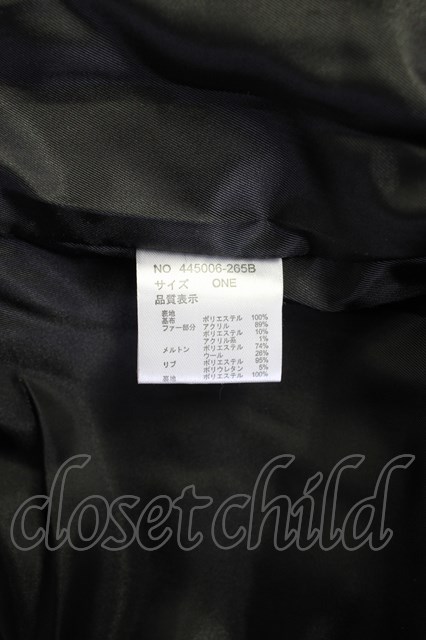 NO 445006-265B
サイズ ONE
品質表示
表地
基布 ポリエステル 100%
ファー部分 アクリル 89%
ポリエステル 10%
アクリル系 1%
メルトン ポリエステル 74%
ウール 26%
リブ ポリエステル 95%
ポリウレタン 5%
裏地 ポリエステル 100%
closetchild